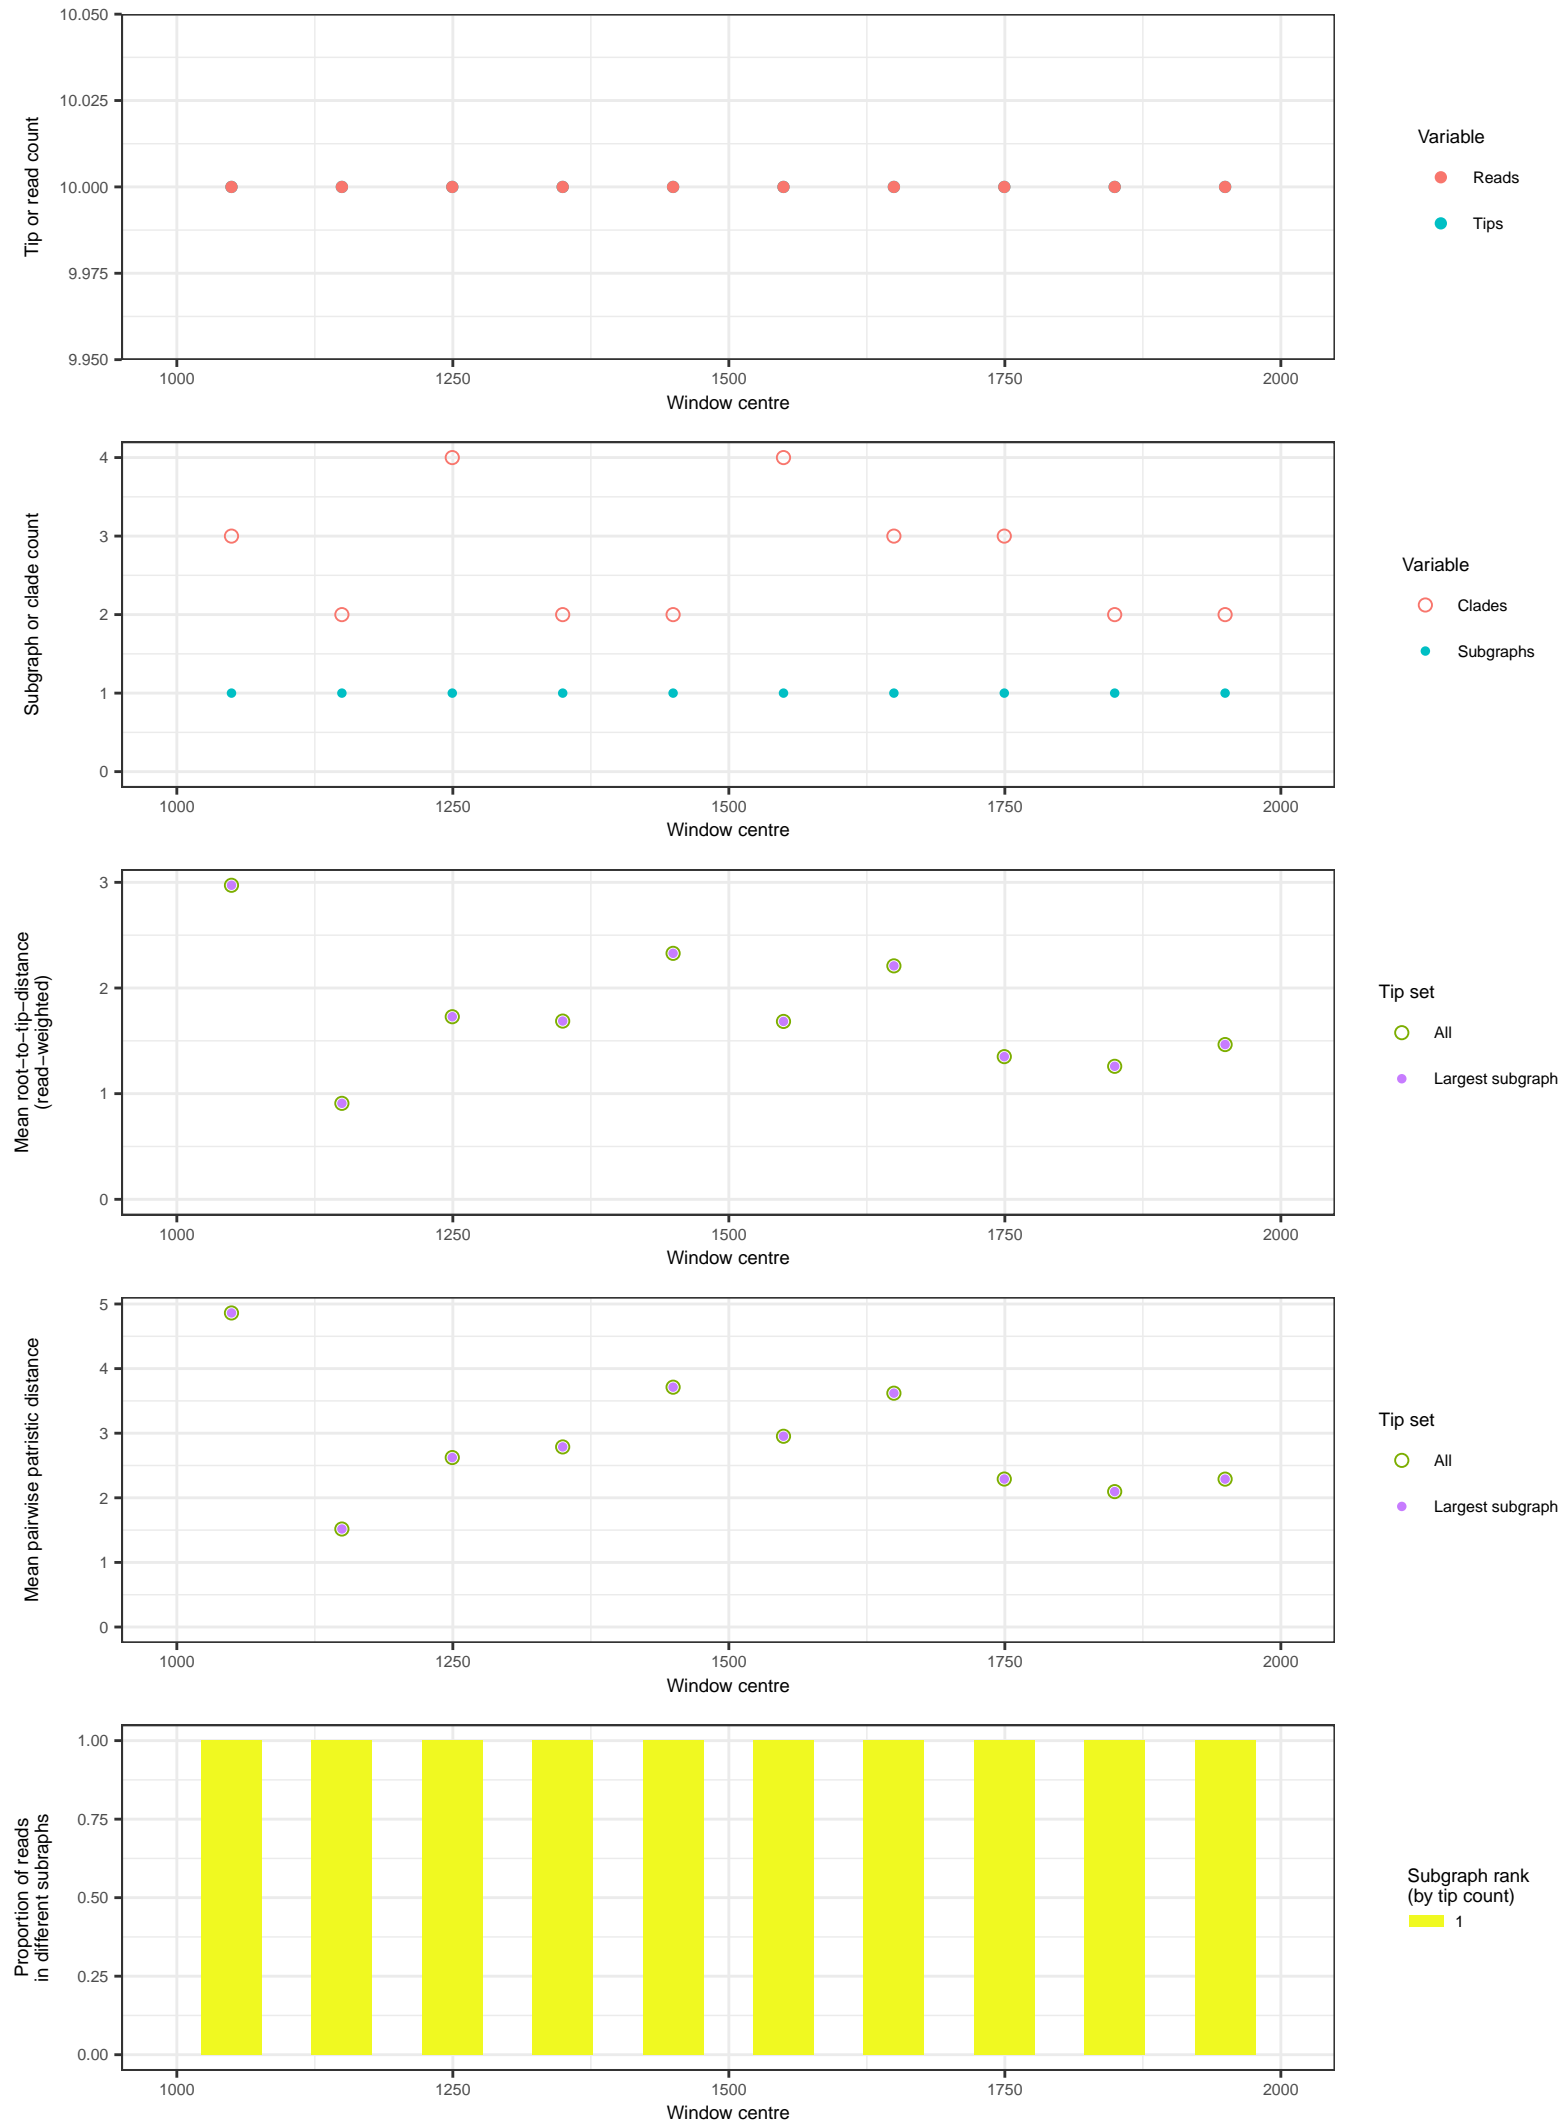 10.050
10.025
10.000
9.975
9.950
Tip or read count
1000 1250 1500 1750 2000
Window centre
Variable
Reads
Tips
4
3
2
1
0
Subgraph or clade count
1000 1250 1500 1750 2000
Window centre
Variable
Clades
Subgraphs
3
2
1
0
Mean root−to−tip−distance
(read−weighted)
1000 1250 1500 1750 2000
Window centre
Tip set
All
Largest subgraph
5
4
3
2
1
0
Mean pairwise patristic distance
1000 1250 1500 1750 2000
Window centre
Tip set
All
Largest subgraph
1.00
0.75
0.50
0.25
0.00
Proportion of reads
in different subraphs
1000 1250 1500 1750 2000
Window centre
Subgraph rank
(by tip count)
1